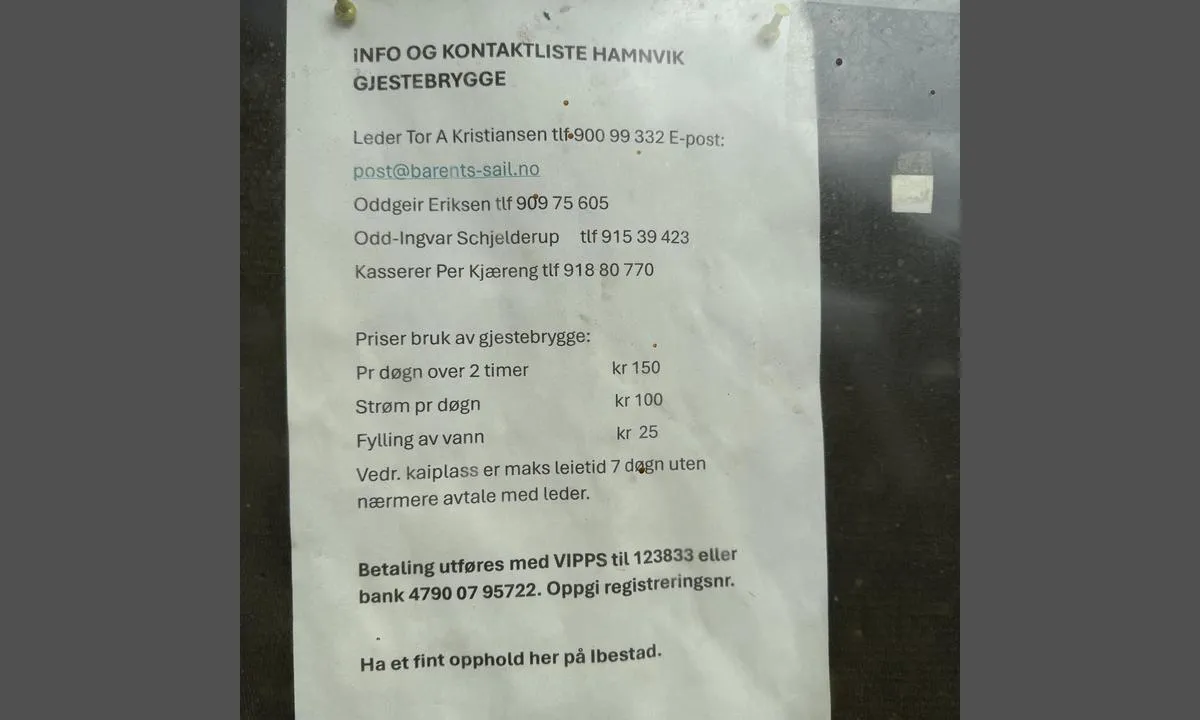 INFO OG KONTAKTLISTE HAMNVIK
GJESTEBRYGGE
Leder Tor A Kristiansen tlf 900 99 332 E-post:
post@barents-sail.no
Oddgeir Eriksen tlf 909 75 605
Odd-Ingvar Schjelderup tlf 915 39 423
Kasserer Per Kjæreng tlf 918 80 770
Priser bruk av gjestebrygge:
Pr døgn over 2 timer kr 150
Strøm pr døgn kr 100
Fylling av vann kr 25
Vedr. kaiplass er maks leietid 7 døgn uten
nærmere avtale med leder.
Betaling utføres med VIPPS til 123833 eller
bank 4790 07 95722. Oppgi registreringsnr.
Ha et fint opphold her på Ibestad.